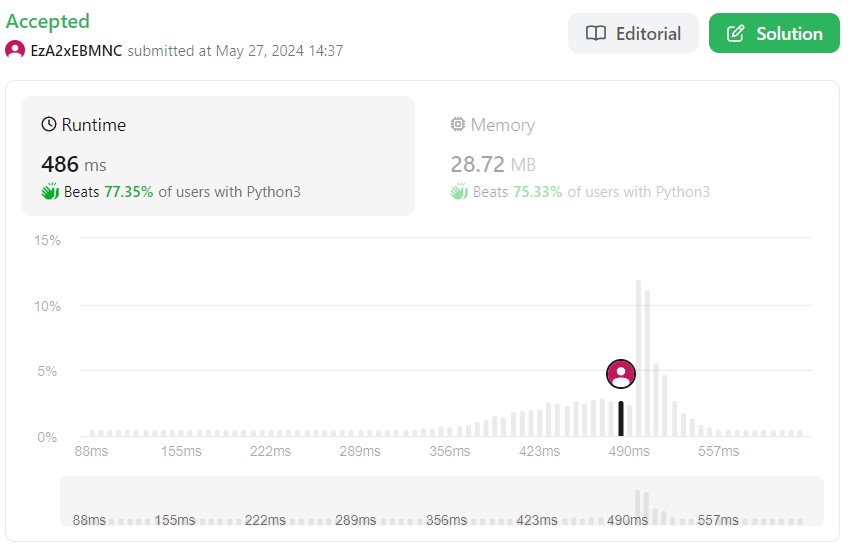 Accepted
EzA2xEBMNC submitted at May 27, 2024 14:37
Editorial
Solution
Runtime
486 ms
Beats 77.35% of users with Python3
Memory
28.72 MB
Beats 75.33% of users with Python3
15%
10%
5%
0%
88ms 155ms 222ms 289ms 356ms 423ms 490ms 557ms
88ms 155ms 222ms 289ms 356ms 423ms 490ms 557ms